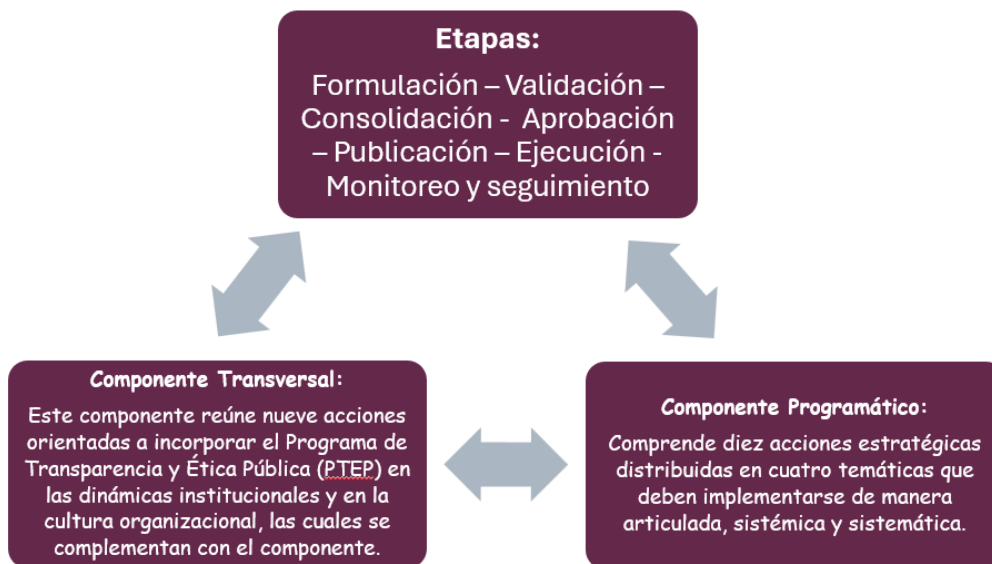 Etapas:
Formulación – Validación –
Consolidación -  Aprobación
– Publicación – Ejecución -
Monitoreo y seguimiento
Componente Transversal:
Este componente reúne nueve acciones
orientadas a incorporar el Programa de
Transparencia y Ética Pública (PTEP) en
las dinámicas institucionales y en la
cultura organizacional, las cuales se
complementan con el componente.
Componente Programático:
Comprende diez acciones estratégicas
distribuidas en cuatro temáticas que
deben implementarse de manera
articulada, sistémica y sistemática.